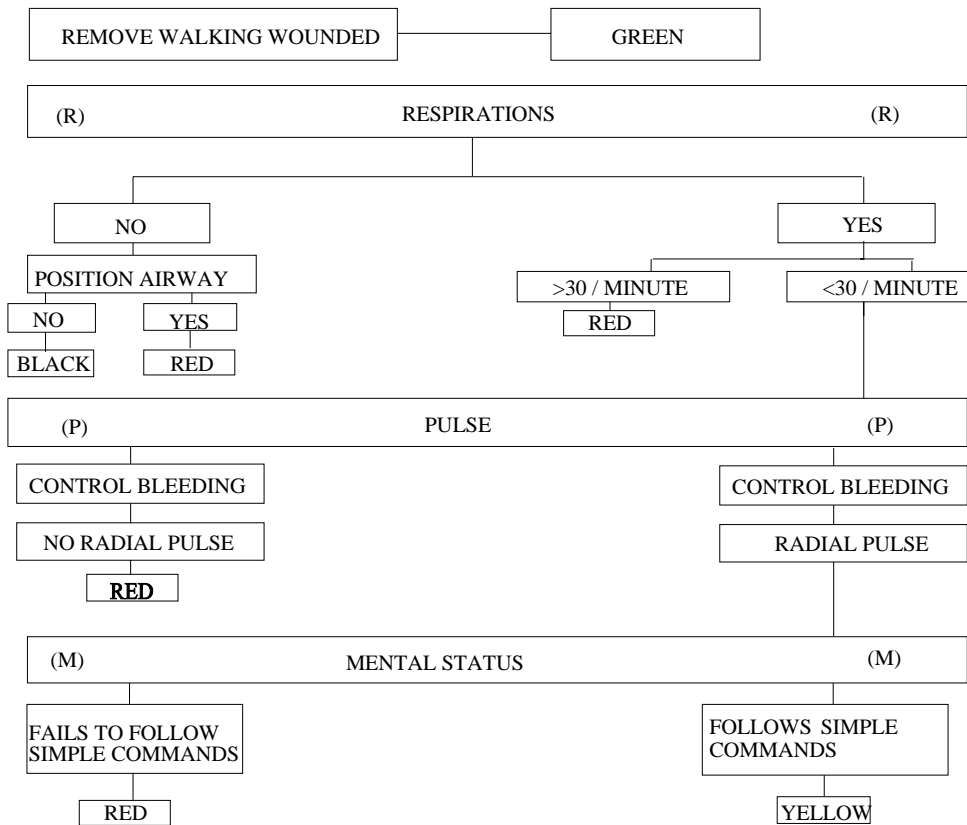 REMOVE WALKING WOUNDED
GREEN
(R) RESPIRATIONS (R)
NO
YES
POSITION AIRWAY
>30 / MINUTE
<30 / MINUTE
NO
YES
RED
BLACK
RED
(P) PULSE (P)
CONTROL BLEEDING
CONTROL BLEEDING
NO RADIAL PULSE
RADIAL PULSE
RED
(M) MENTAL STATUS (M)
FAILS TO FOLLOW
SIMPLE COMMANDS
FOLLOWS SIMPLE
COMMANDS
RED
YELLOW